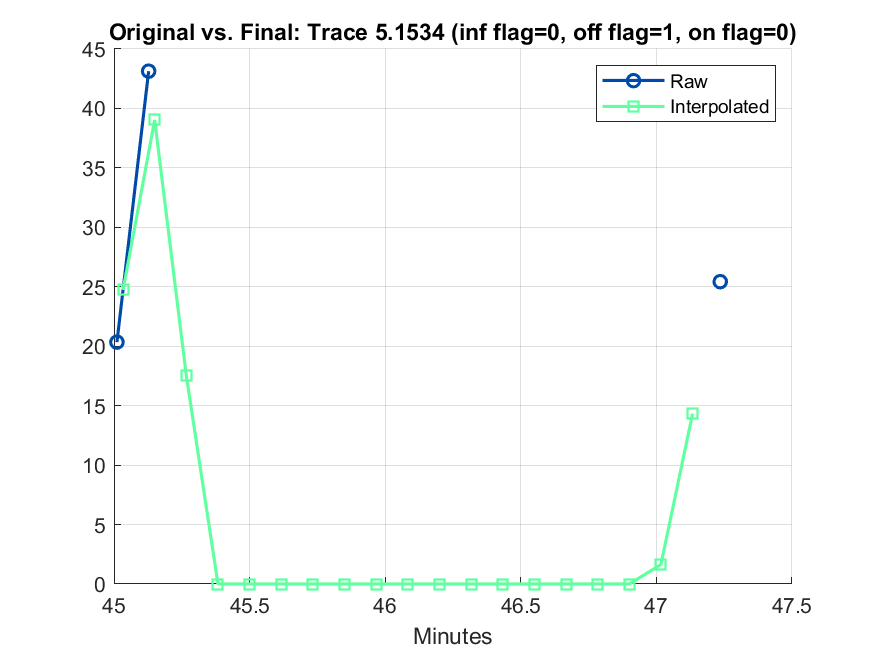 Original vs. Final: Trace 5.1534 (inf flag=0, off flag=1, on flag=0)
45
40
35
30
25
20
15
10
5
0
Raw
Interpolated
45 45.5 46 46.5 47 47.5
Minutes